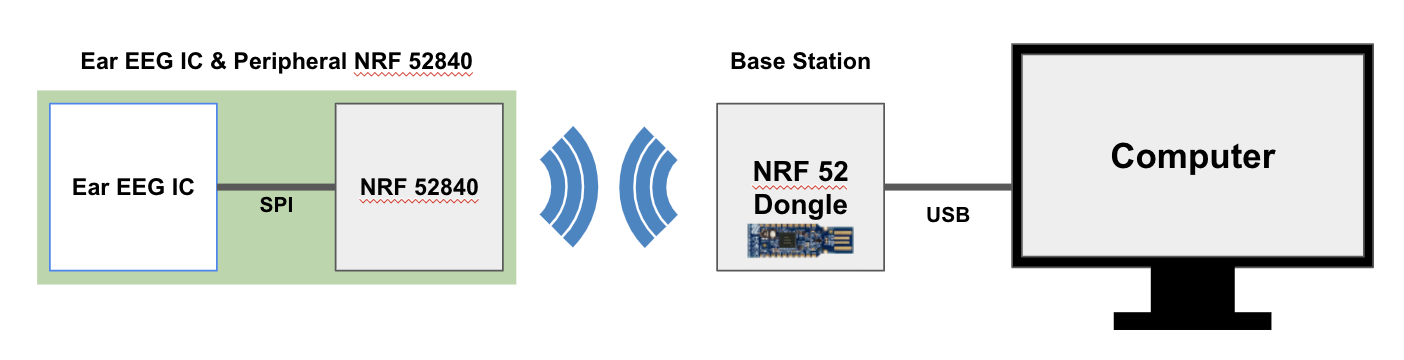 Ear EEG IC & Peripheral NRF 52840
Base Station
Ear EEG IC
SPI
NRF 52840
NRF 52
Dongle
USB
Computer